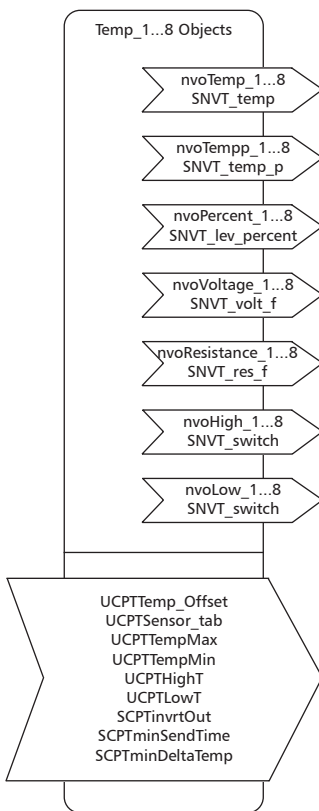 Temp_1...8 Objects
nvoTemp_1...8
SNVT_temp
nvoTempp_1...8
SNVT_temp_p
nvoPercent_1...8
SNVT_lev_percent
nvoVoltage_1...8
SNVT_volt_f
nvoResistance_1...8
SNVT_res_f
nvoHigh_1...8
SNVT_switch
nvoLow_1...8
SNVT_switch
UCPTTemp_Offset
UCPTSensor_tab
UCPTTempMax
UCPTTempMin
UCPTHighT
UCPTLowT
SCPTinvrtOut
SCPTminSendTime
SCPTminDeltaTemp